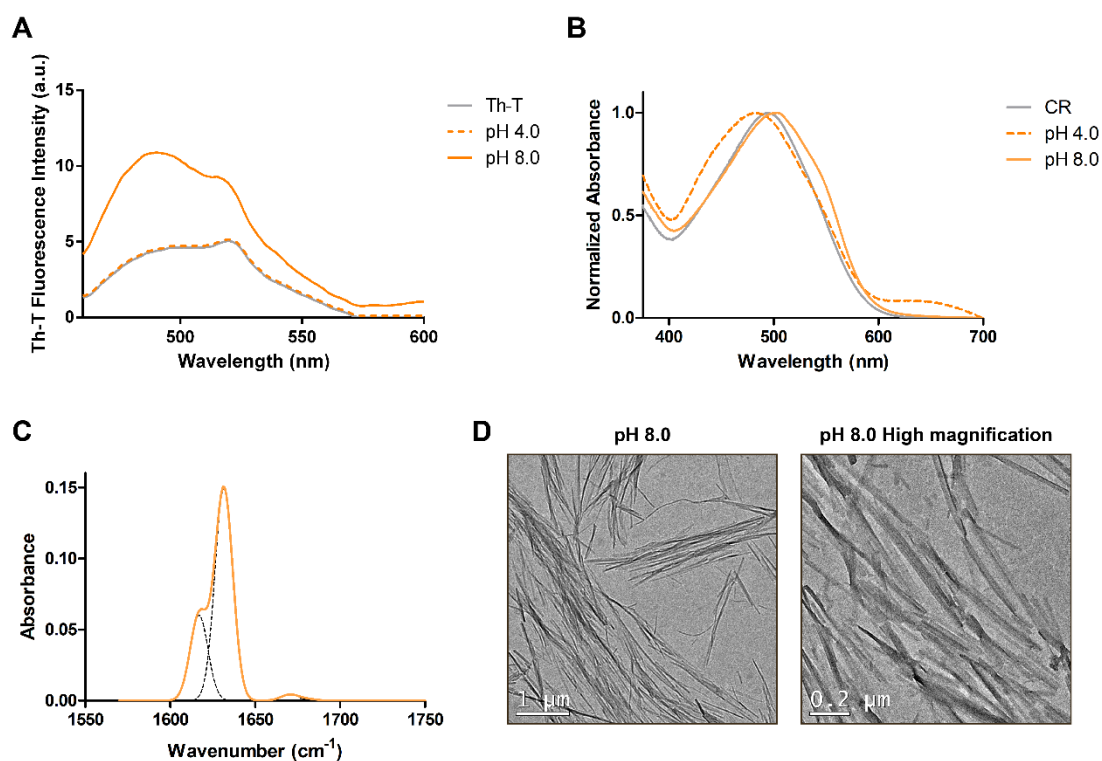 A
Th-T Fluorescence Intensity (a.u.)
15
10
5
0
500
550
600
Wavelength (nm)
Th-T
pH 4.0
pH 8.0
B
Normalized Absorbance
1.0
0.5
0.0
400
500
600
700
Wavelength (nm)
CR
pH 4.0
pH 8.0
C
Absorbance
0.15
0.10
0.05
0.00
1550
1600
1650
1700
1750
Wavenumber (cm⁻¹)
D
pH 8.0
1 µm
pH 8.0 High magnification
0.2 µm